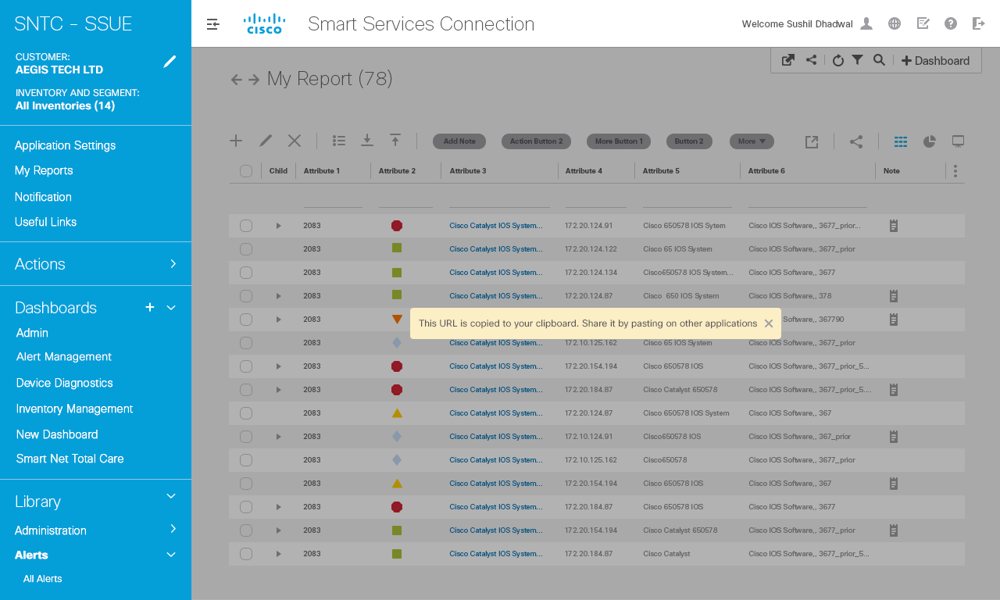 SNTC - SSUE
CUSTOMER:
AEGIS TECH LTD
INVENTORY AND SEGMENT:
All Inventories (14)
Application Settings
My Reports
Notification
Useful Links
Actions
Dashboards
Admin
Alert Management
Device Diagnostics
Inventory Management
New Dashboard
Smart Net Total Care
Library
Administration
Alerts
All Alerts
CISCO Smart Services Connection Welcome Sushil Dhadwal
Dashboard
My Report (78)
Add Note Action Button 2 More Button 1 Button 2 More
Child Attribute 1 Attribute 2 Attribute 3 Attribute 4 Attribute 5 Attribute 6 Note
2083 Cisco Catalyst IOS System... 172.20.124.91 Cisco 650578 IOS Sytem Cisco IOS Software,, 3677_prior...
2083 Cisco Catalyst IOS System... 172.20.124.122 Cisco 65 IOS System Cisco IOS Software,, 3677_prior
2083 Cisco Catalyst IOS System... 172.20.124.134 Cisco650578 IOS System... Cisco IOS Software,, 3677
2083 Cisco Catalyst IOS System... 172.20.124.87 Cisco 650 IOS System Cisco IOS Software,, 378
2083 IOS Software,, 367790
This URL is copied to your clipboard. Share it by pasting on other applications
2083 Cisco Catalyst IOS System... 172.10.125.162 Cisco 65 IOS System Cisco IOS Software,, 3677_prior
2083 Cisco Catalyst IOS System... 172.20.154.194 Cisco 650578 IOS Cisco IOS Software,, 3677_prior_5...
2083 Cisco Catalyst IOS System... 172.20.184.87 Cisco Catalyst 650578 Cisco IOS Software,, 3677_prior_5....
2083 Cisco Catalyst IOS System... 172.20.124.87 Cisco 650578 IOS System Cisco IOS Software,, 367
2083 Cisco Catalyst IOS System... 172.10.124.91 Cisco650578 IOS Cisco IOS Software,, 367_prior
2083 Cisco Catalyst IOS System... 172.10.125.162 Cisco650578 Cisco IOS Software,, 3677_prior
2083 Cisco Catalyst IOS System... 172.20.154.194 Cisco 650578 IOS Cisco IOS Software,, 367
2083 Cisco Catalyst IOS System... 172.20.184.87 Cisco 650578 IOS Cisco IOS Software,, 3677
2083 Cisco Catalyst IOS System... 172.20.154.194 Cisco Catalyst 650578 Cisco IOS Software,, 3677_prior
2083 Cisco Catalyst IOS System... 172.20.184.87 Cisco Catalyst Cisco IOS Software,, 3677_prior_5...